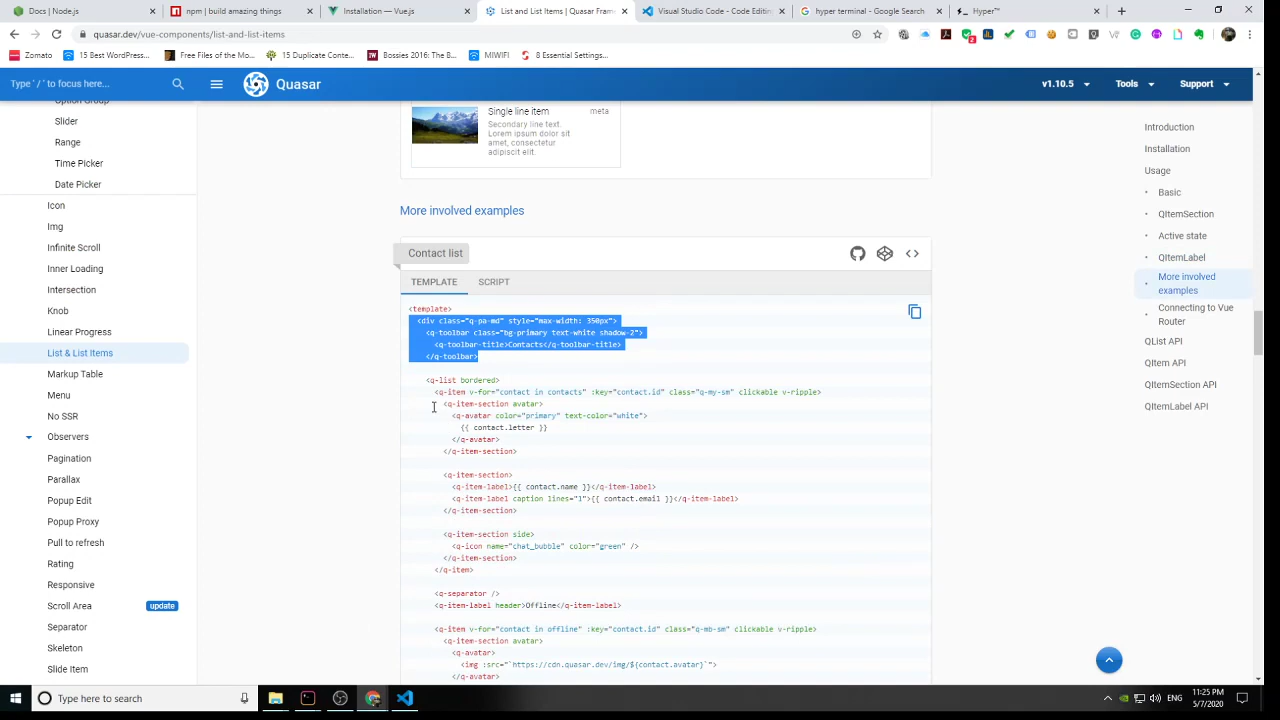 Docs | Node.js
npm | build amazing things
Installation — Vue.js
List and List Items | Quasar Fram
Visual Studio Code - Code Editing
hyper terminal - Google Search
Hyper™
quasar.dev/vue-components/list-and-list-items
Zomato
15 Best WordPress...
Free Files of the Mo...
15 Duplicate Conte...
Bossies 2016: The B...
MIWIFI
8 Essential Settings...
Type '/' to focus here...
Quasar
v1.10.5
Tools
Support
Option Group
Slider
Range
Time Picker
Date Picker
Icon
Img
Infinite Scroll
Inner Loading
Intersection
Knob
Linear Progress
List & List Items
Markup Table
Menu
No SSR
Observers
Pagination
Parallax
Popup Edit
Popup Proxy
Pull to refresh
Rating
Responsive
Scroll Area
update
Separator
Skeleton
Slide Item
Single line item
meta
Secondary line text.
Lorem ipsum dolor sit
amet, consectetur
adipiscit elit.
More involved examples
Contact list
TEMPLATE
SCRIPT
<template>
<div class="q-pa-md" style="max-width: 350px">
<q-toolbar class="bg-primary text-white shadow-2">
<q-toolbar-title>Contacts</q-toolbar-title>
</q-toolbar>
<q-list bordered>
<q-item v-for="contact in contacts" :key="contact.id" class="q-my-sm" clickable v-ripple>
<q-item-section avatar>
<q-avatar color="primary" text-color="white">
{{ contact.letter }}
</q-avatar>
</q-item-section>
<q-item-section>
<q-item-label>{{ contact.name }}</q-item-label>
<q-item-label caption lines="1">{{ contact.email }}</q-item-label>
</q-item-section>
<q-item-section side>
<q-icon name="chat_bubble" color="green" />
</q-item-section>
</q-item>
<q-separator />
<q-item-label header>Offline</q-item-label>
<q-item v-for="contact in offline" :key="contact.id" class="q-mb-sm" clickable v-ripple>
<q-item-section avatar>
<q-avatar>
<img :src="`https://cdn.quasar.dev/img/${contact.avatar}`">
</q-avatar>
Introduction
Installation
Usage
Basic
QItemSection
Active state
QItemLabel
More involved
examples
Connecting to Vue
Router
QList API
QItem API
QItemSection API
QItemLabel API
Type here to search
ENG
11:25 PM
5/7/2020